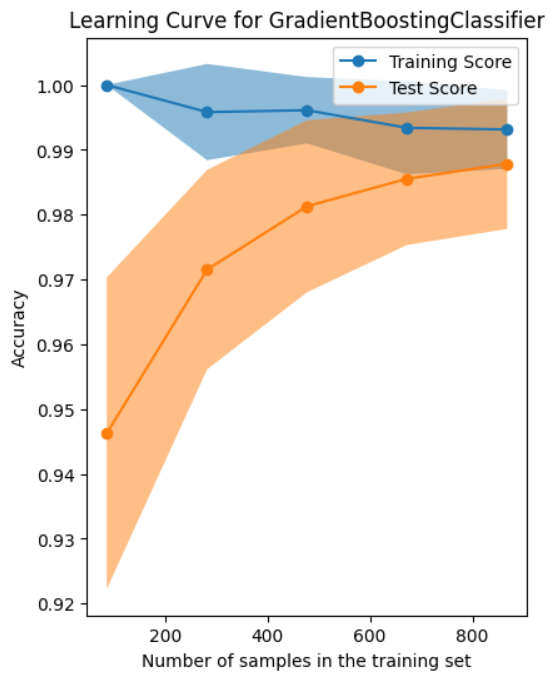 Learning Curve for GradientBoostingClassifier
Training Score
Test Score
1.00
0.99
0.98
0.97
0.96
0.95
0.94
0.93
0.92
Accuracy
200 400 600 800
Number of samples in the training set